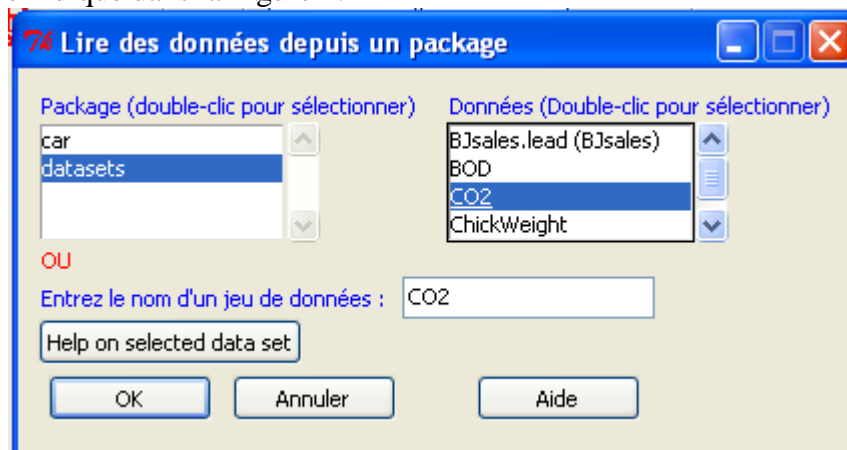 Lire des données depuis un package
Package (double-clic pour sélectionner) Données (Double-clic pour sélectionner)
car
datasets
BJsales.lead (BJsales)
BOD
CO2
ChickWeight
OU
Entrez le nom d'un jeu de données : CO2
Help on selected data set
OK Annuler Aide